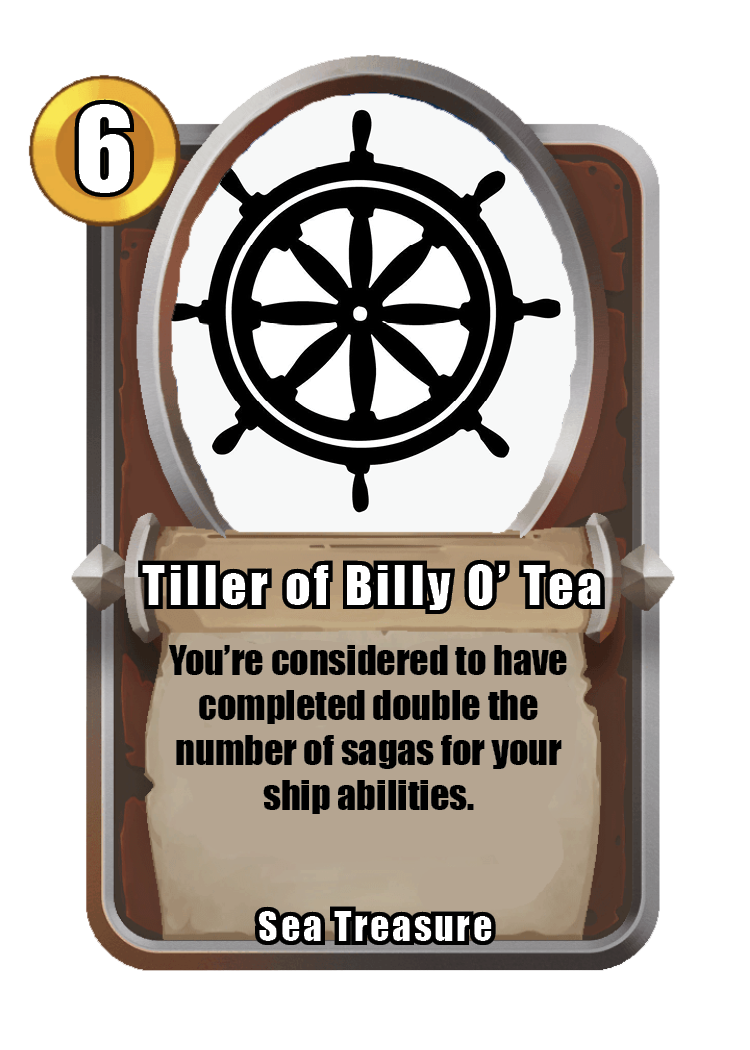 6
Tiller of Billy O’ Tea
You’re considered to have
completed double the
number of sagas for your
ship abilities.
Sea Treasure